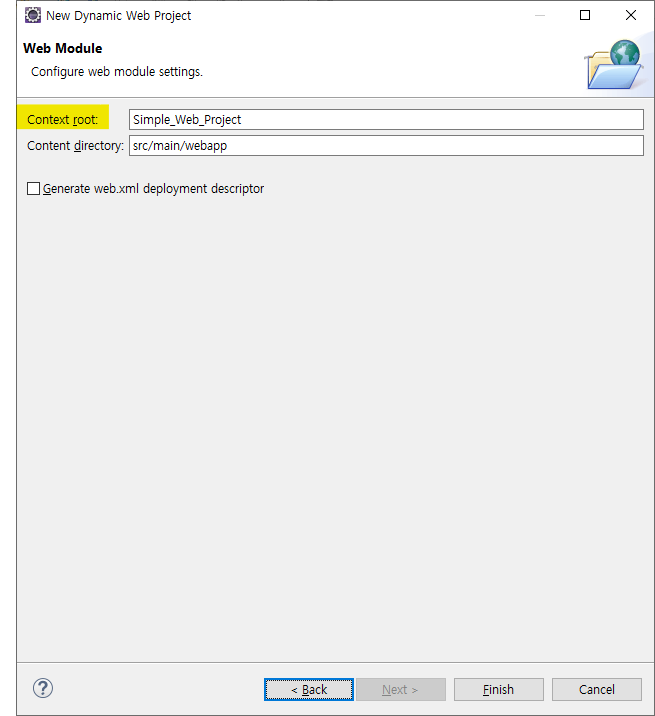 New Dynamic Web Project
Web Module
Configure web module settings.
Context root: Simple_Web_Project
Content directory: src/main/webapp
Generate web.xml deployment descriptor
? < Back Next > Finish Cancel